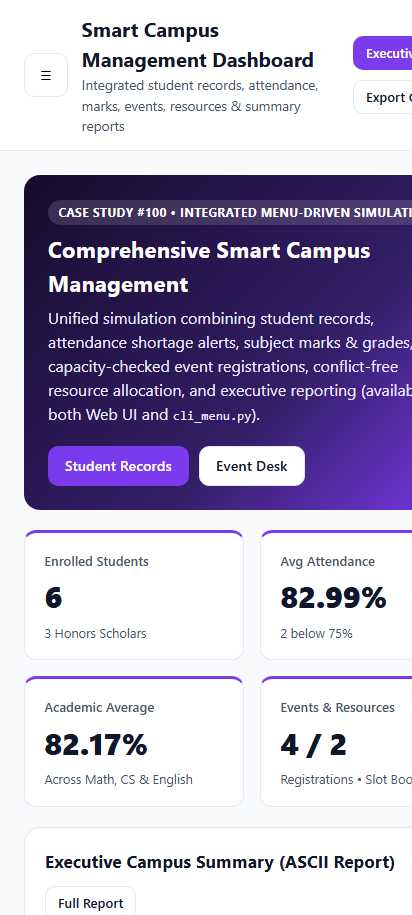 ☰
Smart Campus
Management Dashboard
Integrated student records, attendance,
marks, events, resources & summary
reports
Export
CASE STUDY #100 • INTEGRATED MENU-DRIVEN
Comprehensive Smart Campus
Management
Unified simulation combining student records,
attendance shortage alerts, subject marks & grades,
capacity-checked event registrations, conflict-free
resource allocation, and executive reporting
both Web UI and cli_menu.py).
Student Records
Event Desk
Enrolled Students
6
3 Honors Scholars
Avg Attendance
82.99%
2 below 75%
Academic Average
82.17%
Across Math, CS & English
Events & Resources
4 / 2
Registrations • Slot
Executive Campus Summary (ASCII Report)
Full Report